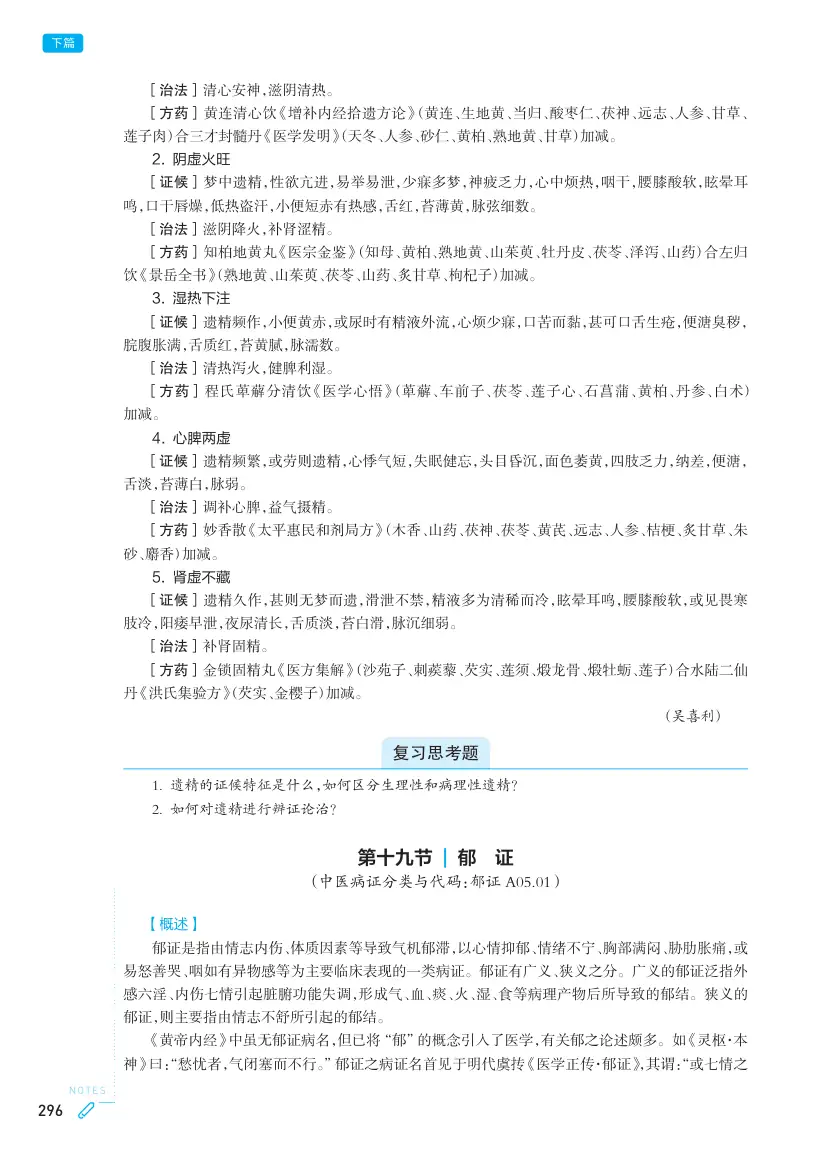 下篇
［治法］清心安神，滋阴清热。
［方药］黄连清心饮《增补内经拾遗方论》（黄连、生地黄、当归、酸枣仁、茯神、远志、人参、甘草、
莲子肉）合三才封髓丹《医学发明》（天冬、人参、砂仁、黄柏、熟地黄、甘草）加减。
2. 阴虚火旺
［证候］梦中遗精，性欲亢进，易举易泄，少寐多梦，神疲乏力，心中烦热，咽干，腰膝酸软，眩晕耳
鸣，口干唇燥，低热盗汗，小便短赤有热感，舌红，苔薄黄，脉弦细数。
［治法］滋阴降火，补肾涩精。
［方药］知柏地黄丸《医宗金鉴》（知母、黄柏、熟地黄、山茱萸、牡丹皮、茯苓、泽泻、山药）合左归
饮《景岳全书》（熟地黄、山茱萸、茯苓、山药、炙甘草、枸杞子）加减。
3. 湿热下注
［证候］遗精频作，小便黄赤，或尿时有精液外流，心烦少寐，口苦而黏，甚可口舌生疮，便溏臭秽，
脘腹胀满，舌质红，苔黄腻，脉濡数。
［治法］清热泻火，健脾利湿。
［方药］程氏萆薢分清饮《医学心悟》（萆薢、车前子、茯苓、莲子心、石菖蒲、黄柏、丹参、白术）
加减。
4. 心脾两虚
［证候］遗精频繁，或劳则遗精，心悸气短，失眠健忘，头目昏沉，面色萎黄，四肢乏力，纳差，便溏，
舌淡，苔薄白，脉弱。
［治法］调补心脾，益气摄精。
［方药］妙香散《太平惠民和剂局方》（木香、山药、茯神、茯苓、黄芪、远志、人参、桔梗、炙甘草、朱
砂、麝香）加减。
5. 肾虚不藏
［证候］遗精久作，甚则无梦而遗，滑泄不禁，精液多为清稀而冷，眩晕耳鸣，腰膝酸软，或见畏寒
肢冷，阳痿早泄，夜尿清长，舌质淡，苔白滑，脉沉细弱。
［治法］补肾固精。
［方药］金锁固精丸《医方集解》（沙苑子、刺蒺藜、芡实、莲须、煅龙骨、煅牡蛎、莲子）合水陆二仙
丹《洪氏集验方》（芡实、金樱子）加减。
（吴喜利）
复习思考题
1. 遗精的证候特征是什么，如何区分生理性和病理性遗精？
2. 如何对遗精进行辨证论治？
第十九节｜郁　证
（中医病证分类与代码：郁证 A05.01）
【概述】
郁证是指由情志内伤、体质因素等导致气机郁滞，以心情抑郁、情绪不宁、胸部满闷、胁肋胀痛，或
易怒善哭、咽如有异物感等为主要临床表现的一类病证。郁证有广义、狭义之分。广义的郁证泛指外
感六淫、内伤七情引起脏腑功能失调，形成气、血、痰、火、湿、食等病理产物后所导致的郁结。狭义的
郁证，则主要指由情志不舒所引起的郁结。
《黄帝内经》中虽无郁证病名，但已将“郁”的概念引入了医学，有关郁之论述颇多。如《灵枢·本
神》曰：“愁忧者，气闭塞而不行。”郁证之病证名首见于明代虞抟《医学正传·郁证》，其谓：“或七情之
NOTES
296